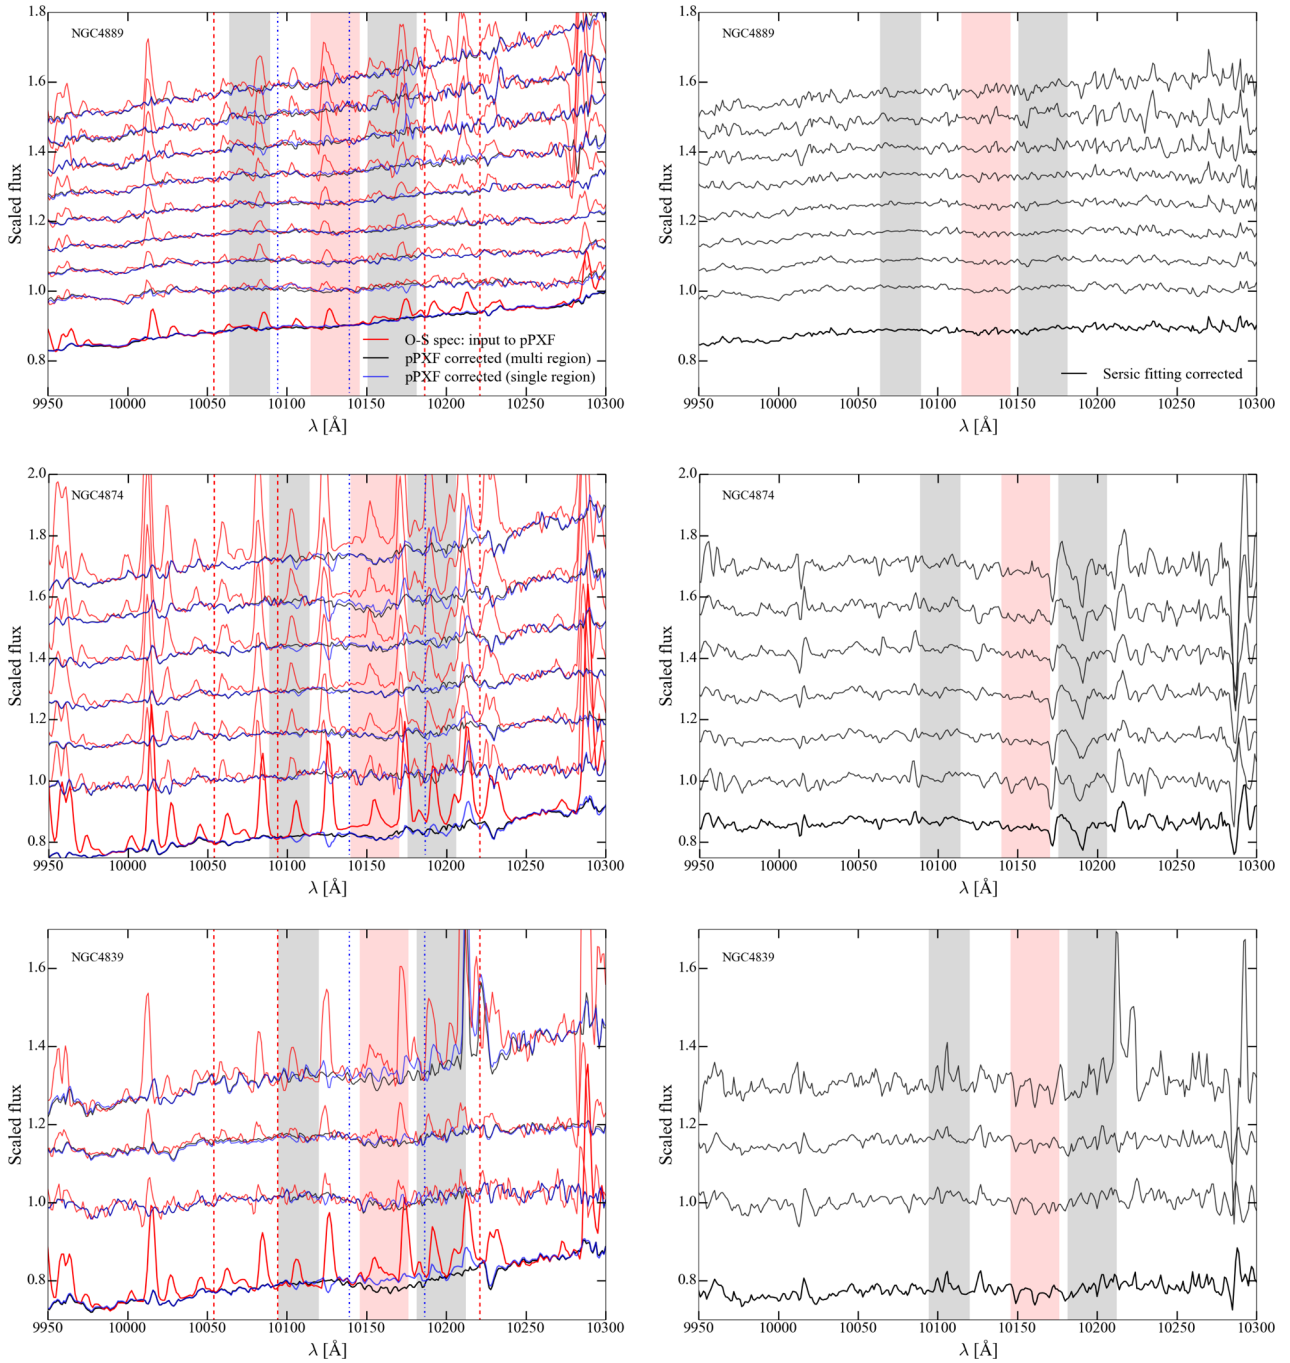 NGC4889
1.8
1.6
1.4
1.2
1.0
0.8
Scaled flux
O-S spec: input to pPXF
pPXF corrected (multi region)
pPXF corrected (single region)
9950 10000 10050 10100 10150 10200 10250 10300
λ [Å]
NGC4889
1.8
1.6
1.4
1.2
1.0
0.8
Scaled flux
Sersic fitting corrected
9950 10000 10050 10100 10150 10200 10250 10300
λ [Å]
NGC4874
2.0
1.8
1.6
1.4
1.2
1.0
0.8
Scaled flux
9950 10000 10050 10100 10150 10200 10250 10300
λ [Å]
NGC4874
2.0
1.8
1.6
1.4
1.2
1.0
0.8
Scaled flux
9950 10000 10050 10100 10150 10200 10250 10300
λ [Å]
NGC4839
1.6
1.4
1.2
1.0
0.8
Scaled flux
9950 10000 10050 10100 10150 10200 10250 10300
λ [Å]
NGC4839
1.6
1.4
1.2
1.0
0.8
Scaled flux
9950 10000 10050 10100 10150 10200 10250 10300
λ [Å]